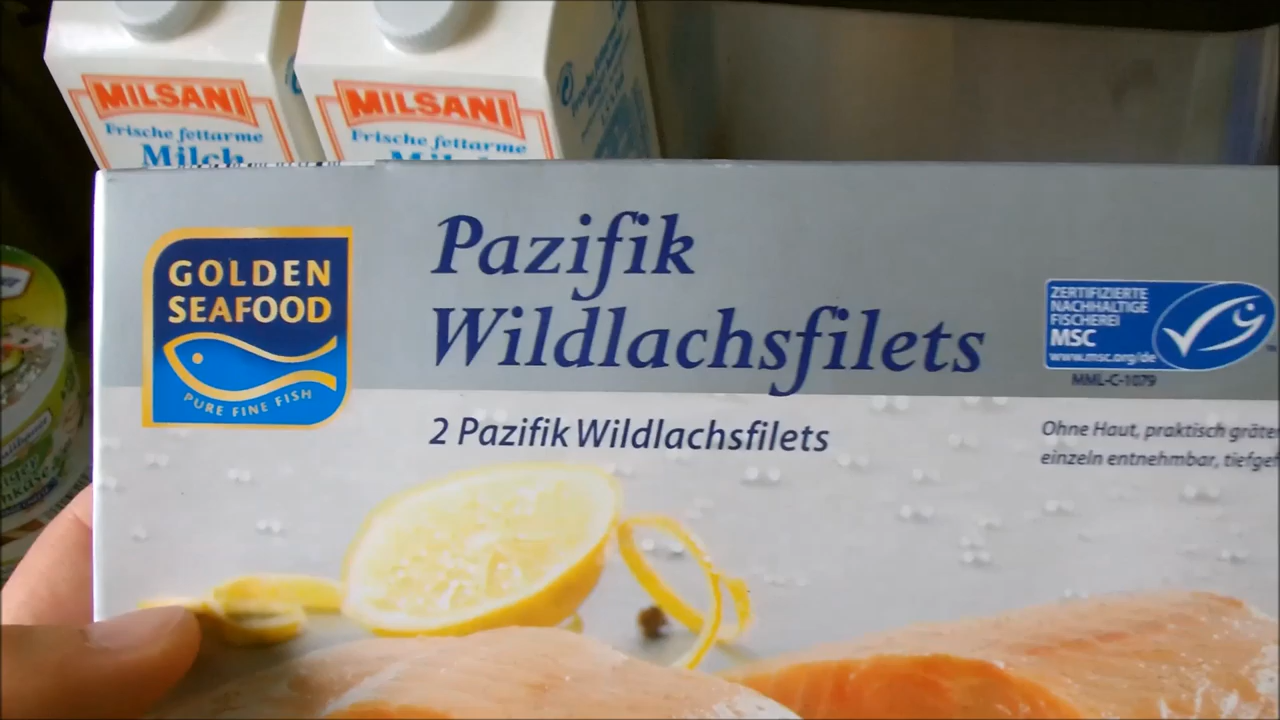 MILSANI
Frische fettarme
Milch
MILSANI
Frische fettarme
GOLDEN
SEAFOOD
PURE FINE FISH
Pazifik
Wildlachsfilets
2 Pazifik Wildlachsfilets
ZERTIFIZIERTE
NACHHALTIGE
FISCHEREI
MSC
www.msc.org/de
MML-C-1079
Ohne Haut, praktisch gräte
einzeln entnehmbar, tiefgef